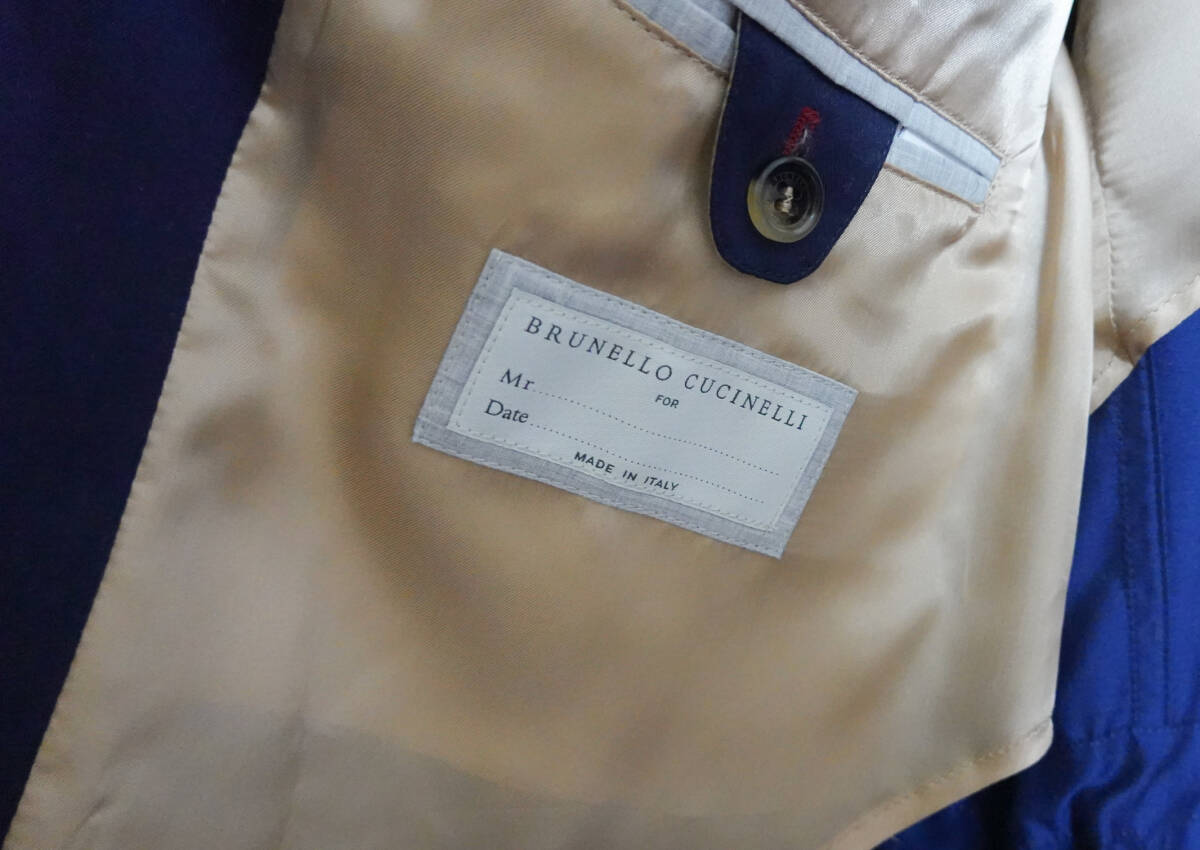 BRUNELLO CUCINELLI
FOR
Mr..............................
Date..............................
MADE IN ITALY